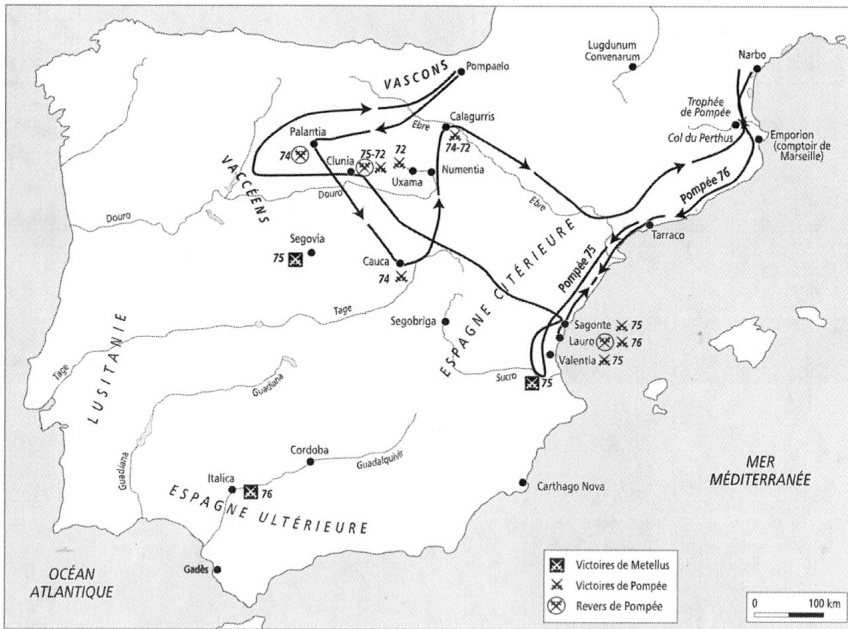 Lugdunum
Convenarum
Narbo
VASCONS
Pompaelo
Trophée
de Pompée
Col du Perthus
Emporion
(comptoir de
Marseille)
Ebre
Calagurris
74-72
Palantia
74
Clunia
75-72
72
Uxama
Numentia
VACCÉENS
Douro
Douro
Ebre
Pompée 76
Tarraco
Segovia
75
Cauca
74
Pompée 75
ESPAGNE CITÉRIEURE
Tage
Segobriga
Sagonte
75
Lauro
76
Valentia
75
Sucro
75
LUSITANIE
Tage
Guadiana
Guadiana
Cordoba
Guadalquivir
Italica
76
ESPAGNE ULTÉRIEURE
Carthago Nova
MER
MÉDITERRANÉE
Gadès
OCÉAN
ATLANTIQUE
Victoires de Metellus
Victoires de Pompée
Revers de Pompée
0 100 km